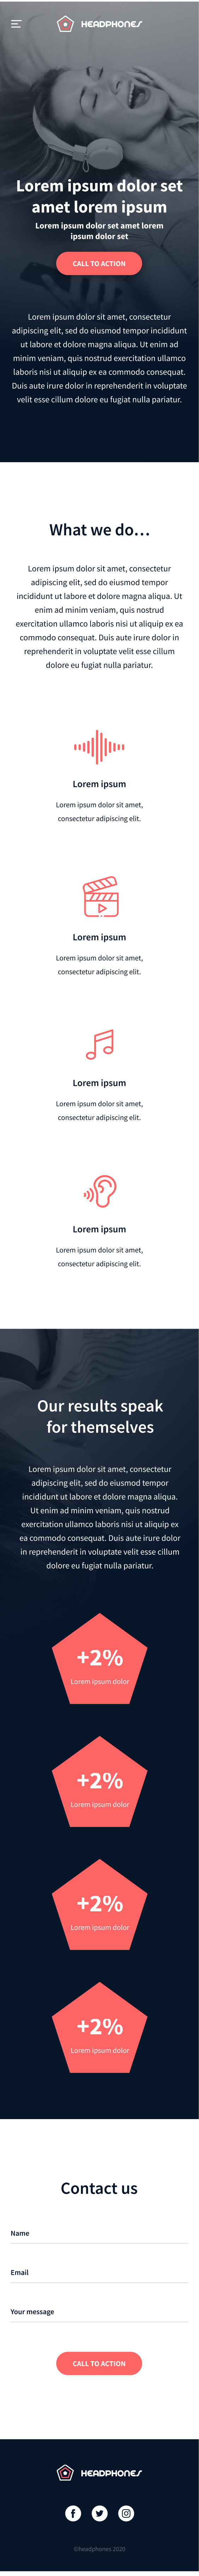 HEADPHONES
Lorem ipsum dolor set
amet lorem ipsum
Lorem ipsum dolor set amet lorem
ipsum dolor set
CALL TO ACTION
Lorem ipsum dolor sit amet, consectetur
adipiscing elit, sed do eiusmod tempor incididunt
ut labore et dolore magna aliqua. Ut enim ad
minim veniam, quis nostrud exercitation ullamco
laboris nisi ut aliquip ex ea commodo consequat.
Duis aute irure dolor in reprehenderit in voluptate
velit esse cillum dolore eu fugiat nulla pariatur.
What we do...
Lorem ipsum dolor sit amet, consectetur
adipiscing elit, sed do eiusmod tempor
incididunt ut labore et dolore magna aliqua. Ut
enim ad minim veniam, quis nostrud
exercitation ullamco laboris nisi ut aliquip ex ea
commodo consequat. Duis aute irure dolor in
reprehenderit in voluptate velit esse cillum
dolore eu fugiat nulla pariatur.
Lorem ipsum
Lorem ipsum dolor sit amet,
consectetur adipiscing elit.
Lorem ipsum
Lorem ipsum dolor sit amet,
consectetur adipiscing elit.
Lorem ipsum
Lorem ipsum dolor sit amet,
consectetur adipiscing elit.
Lorem ipsum
Lorem ipsum dolor sit amet,
consectetur adipiscing elit.
Our results speak
for themselves
Lorem ipsum dolor sit amet, consectetur
adipiscing elit, sed do eiusmod tempor
incididunt ut labore et dolore magna aliqua.
Ut enim ad minim veniam, quis nostrud
exercitation ullamco laboris nisi ut aliquip ex
ea commodo consequat. Duis aute irure dolor
in reprehenderit in voluptate velit esse cillum
dolore eu fugiat nulla pariatur.
+2%
Lorem ipsum dolor
+2%
Lorem ipsum dolor
+2%
Lorem ipsum dolor
+2%
Lorem ipsum dolor
Contact us
Name
Email
Your message
CALL TO ACTION
HEADPHONES
©headphones 2020